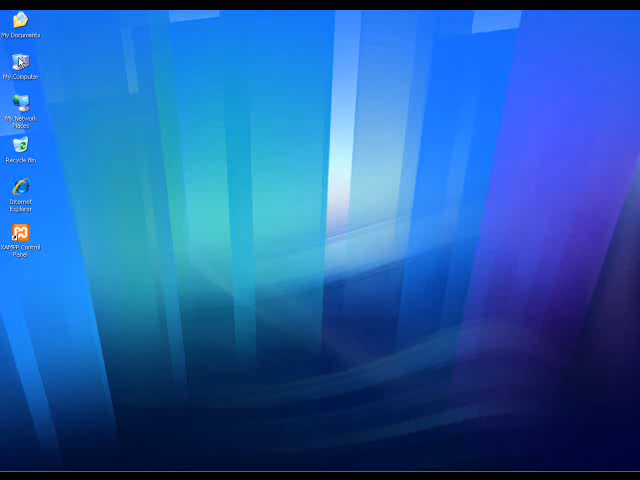 My Documents
My Computer
My Network
Places
Recycle Bin
Internet
Explorer
XAMPP Control
Panel